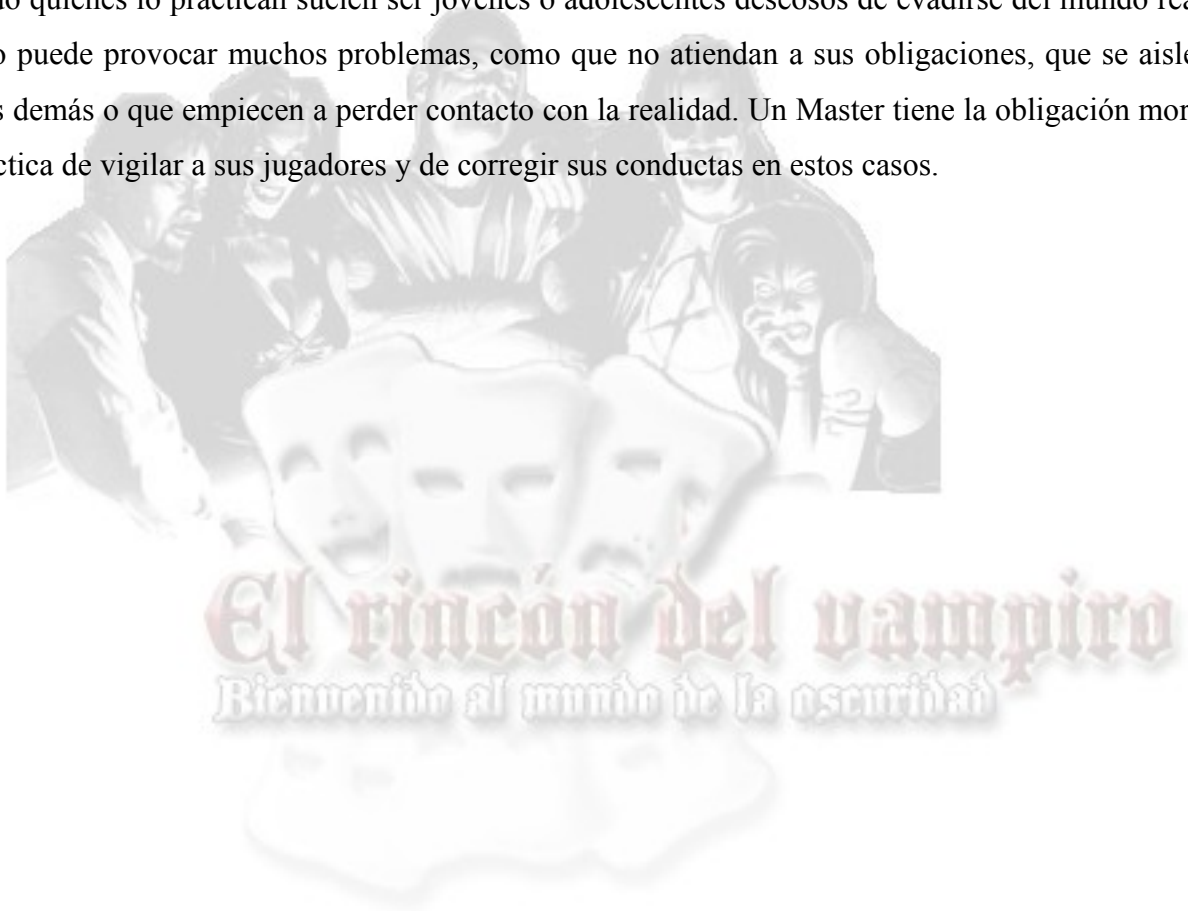 quienes lo practican suelen ser jóvenes o adolescentes deseosos de evadirse del mundo
puede provocar muchos problemas, como que no atiendan a sus obligaciones, que se
demás o que empiecen a perder contacto con la realidad. Un Master tiene la obligación
de vigilar a sus jugadores y de corregir sus conductas en estos casos.
El rincón del vampiro
Bienvenido al mundo de la oscuridad